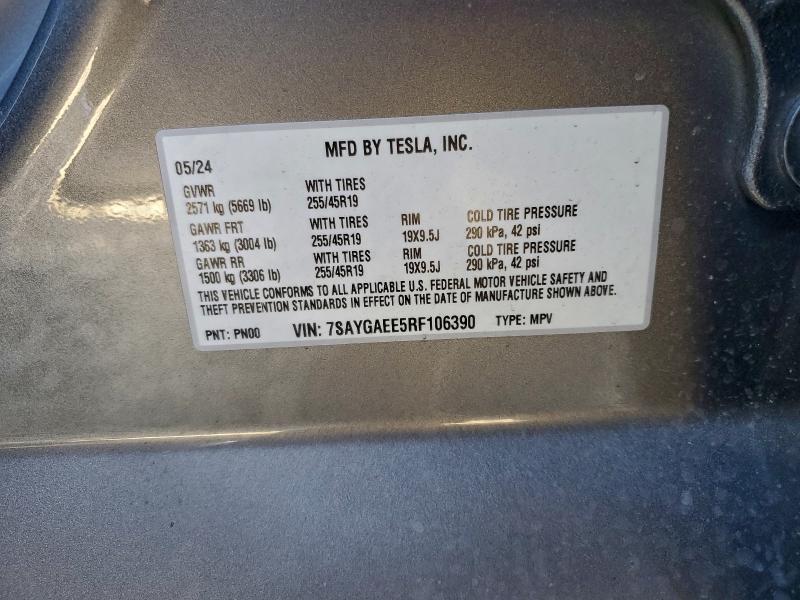 MFD BY TESLA, INC.
05/24
GVWR WITH TIRES
2571 kg (5669 lb) 255/45R19
GAWR FRT WITH TIRES RIM COLD TIRE PRESSURE
1363 kg (3004 lb) 255/45R19 19X9.5J 290 kPa, 42 psi
GAWR RR WITH TIRES RIM COLD TIRE PRESSURE
1500 kg (3306 lb) 255/45R19 19X9.5J 290 kPa, 42 psi
THIS VEHICLE CONFORMS TO ALL APPLICABLE U.S. FEDERAL MOTOR VEHICLE SAFETY AND
THEFT PREVENTION STANDARDS IN EFFECT ON THE DATE OF MANUFACTURE SHOWN ABOVE.
PNT: PN00 VIN: 7SAYGAEE5RF106390 TYPE: MPV